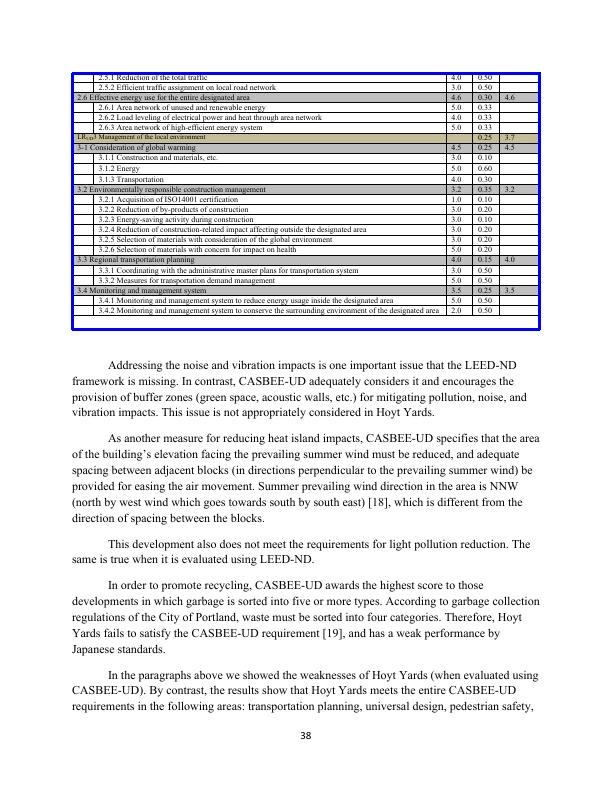 2.5.1 Reduction of the total traffic 4.0 0.50
2.5.2 Efficient traffic assignment on local road network 3.0 0.50
2.6 Effective energy use for the entire designated area 4.6 0.30 4.6
2.6.1 Area network of unused and renewable energy 5.0 0.33
2.6.2 Load leveling of electrical power and heat through area network 4.0 0.33
2.6.3 Area network of high-efficient energy system 5.0 0.33
LRUD3 Management of the local environment 0.25 3.7
3-1 Consideration of global warming 4.5 0.25 4.5
3.1.1 Construction and materials, etc. 3.0 0.10
3.1.2 Energy 5.0 0.60
3.1.3 Transportation 4.0 0.30
3.2 Environmentally responsible construction management 3.2 0.35 3.2
3.2.1 Acquisition of ISO14001 certification 1.0 0.10
3.2.2 Reduction of by-products of construction 3.0 0.20
3.2.3 Energy-saving activity during construction 3.0 0.10
3.2.4 Reduction of construction-related impact affecting outside the designated area 3.0 0.20
3.2.5 Selection of materials with consideration of the global environment 3.0 0.20
3.2.6 Selection of materials with concern for impact on health 5.0 0.20
3.3 Regional transportation planning 4.0 0.15 4.0
3.3.1 Coordinating with the administrative master plans for transportation system 3.0 0.50
3.3.2 Measures for transportation demand management 5.0 0.50
3.4 Monitoring and management system 3.5 0.25 3.5
3.4.1 Monitoring and management system to reduce energy usage inside the designated area 5.0 0.50
3.4.2 Monitoring and management system to conserve the surrounding environment of the designated area 2.0 0.50
Addressing the noise and vibration impacts is one important issue that the LEED-ND
framework is missing. In contrast, CASBEE-UD adequately considers it and encourages the
provision of buffer zones (green space, acoustic walls, etc.) for mitigating pollution, noise, and
vibration impacts. This issue is not appropriately considered in Hoyt Yards.
As another measure for reducing heat island impacts, CASBEE-UD specifies that the area
of the building's elevation facing the prevailing summer wind must be reduced, and adequate
spacing between adjacent blocks (in directions perpendicular to the prevailing summer wind) be
provided for easing the air movement. Summer prevailing wind direction in the area is NNW
(north by west wind which goes towards south by south east) [18], which is different from the
direction of spacing between the blocks.
This development also does not meet the requirements for light pollution reduction. The
same is true when it is evaluated using LEED-ND.
In order to promote recycling, CASBEE-UD awards the highest score to those
developments in which garbage is sorted into five or more types. According to garbage collection
regulations of the City of Portland, waste must be sorted into four categories. Therefore, Hoyt
Yards fails to satisfy the CASBEE-UD requirement [19], and has a weak performance by
Japanese standards.
In the paragraphs above we showed the weaknesses of Hoyt Yards (when evaluated using
CASBEE-UD). By contrast, the results show that Hoyt Yards meets the entire CASBEE-UD
requirements in the following areas: transportation planning, universal design, pedestrian safety,
38